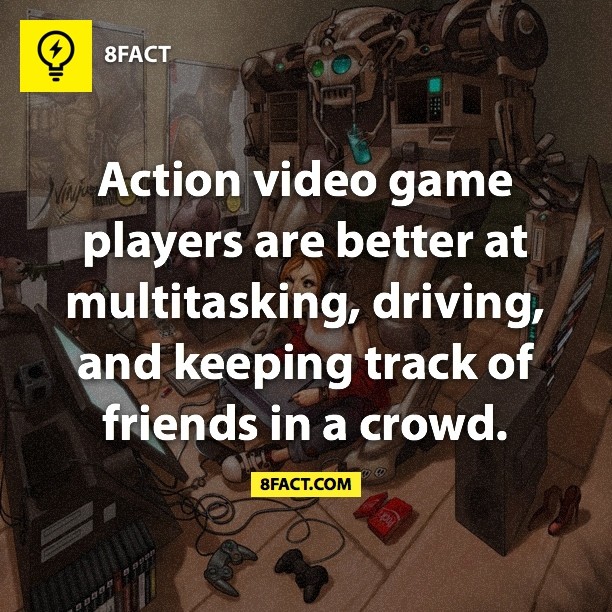 8FACT
Action video game
players are better at
multitasking, driving,
and keeping track of
friends in a crowd.
8FACT.COM